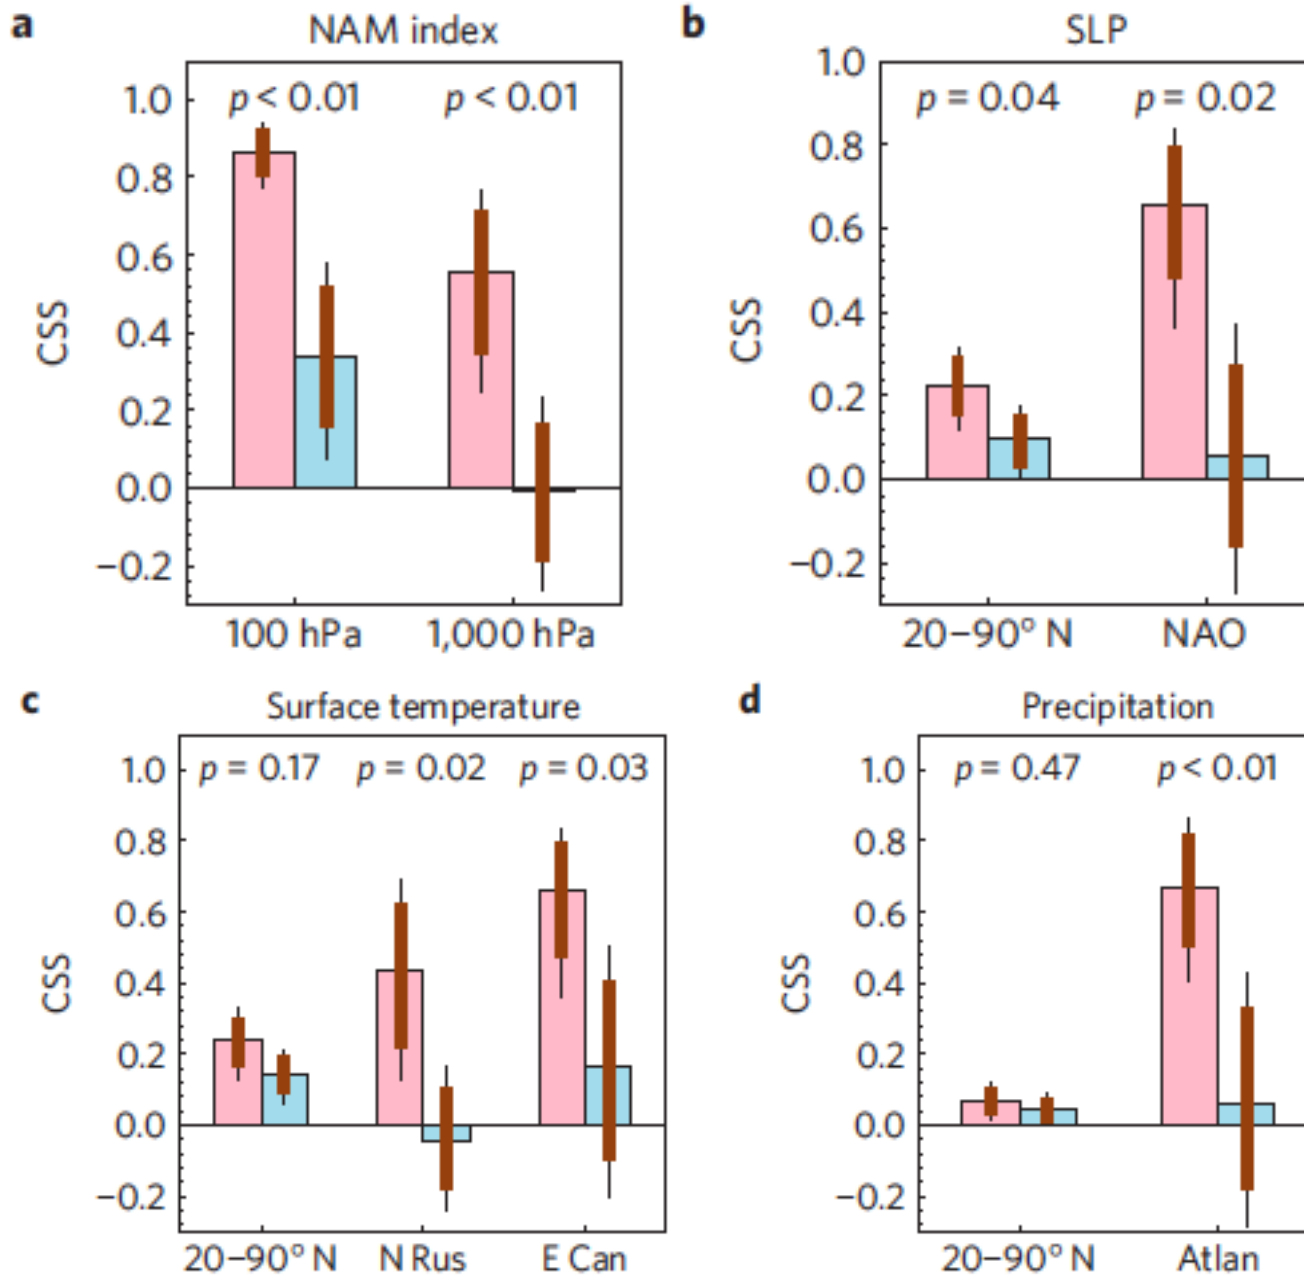 a
NAM index
p < 0.01 p < 0.01
CSS
1.0
0.8
0.6
0.4
0.2
0.0
−0.2
100 hPa 1,000 hPa
b
SLP
p = 0.04 p = 0.02
CSS
1.0
0.8
0.6
0.4
0.2
0.0
−0.2
20−90° N NAO
c
Surface temperature
p = 0.17 p = 0.02 p = 0.03
CSS
1.0
0.8
0.6
0.4
0.2
0.0
−0.2
20−90° N N Rus E Can
d
Precipitation
p = 0.47 p < 0.01
CSS
1.0
0.8
0.6
0.4
0.2
0.0
−0.2
20−90° N Atlan